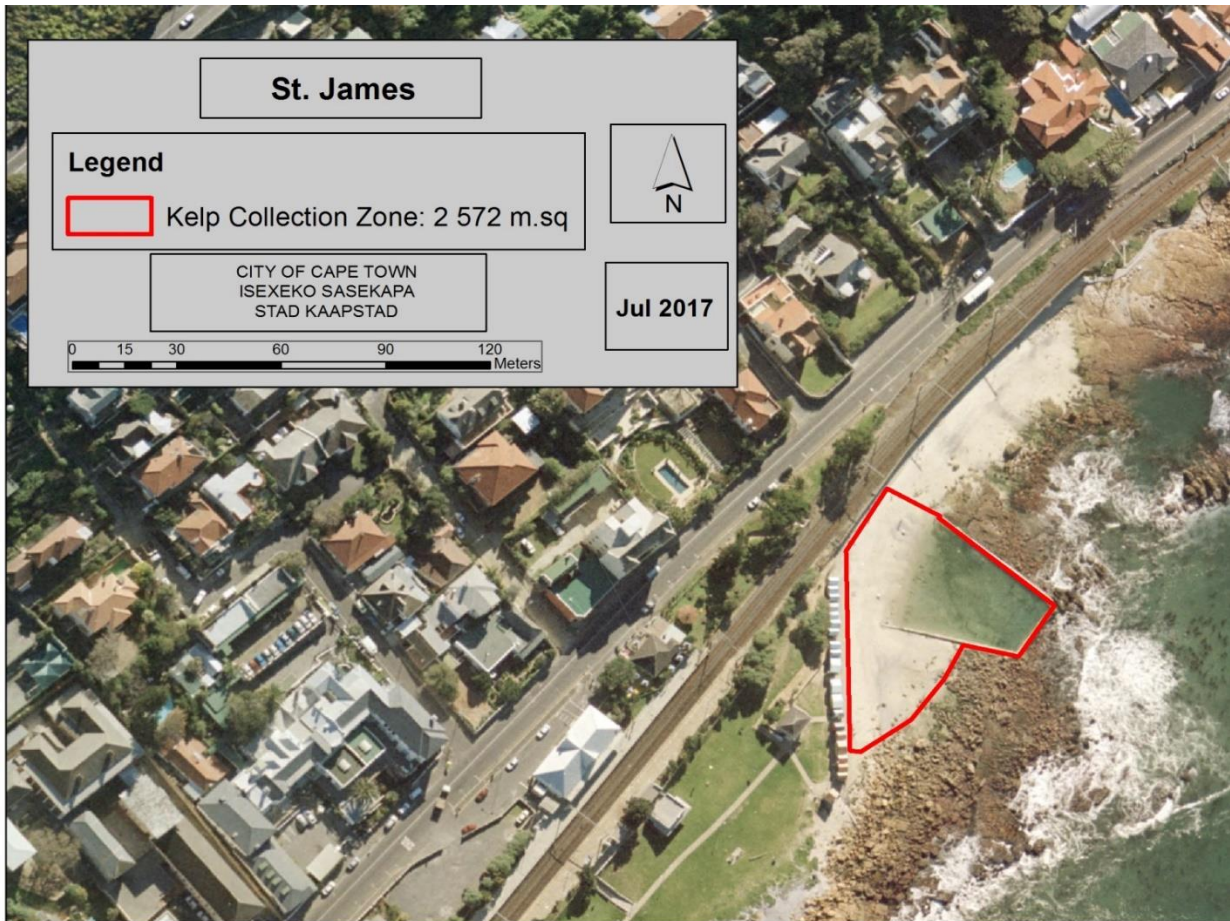 St. James
Legend
Kelp Collection Zone: 2 572 m.sq
N
CITY OF CAPE TOWN
ISEXEKO SASEKAPA
STAD KAAPSTAD
Jul 2017
0 15 30 60 90 120
Meters